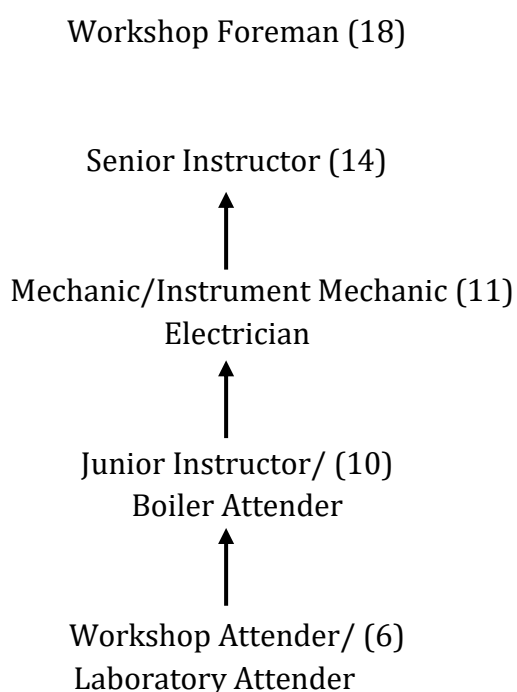 Workshop Foreman (18)
Senior Instructor (14)
Mechanic/Instrument Mechanic (11)
Electrician
Junior Instructor/ (10)
Boiler Attender
Workshop Attender/ (6)
Laboratory Attender